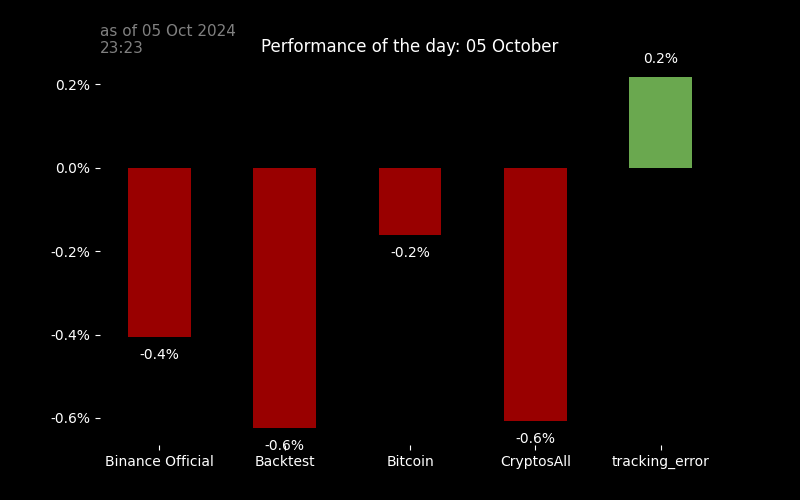 as of 05 Oct 2024
23:23
Performance of the day: 05 October
0.2%
0.2%
0.0%
-0.2%
-0.2%
-0.4%
-0.4%
-0.6%
-0.6%
-0.6%
Binance Official
Backtest
Bitcoin
CryptosAll
tracking_error